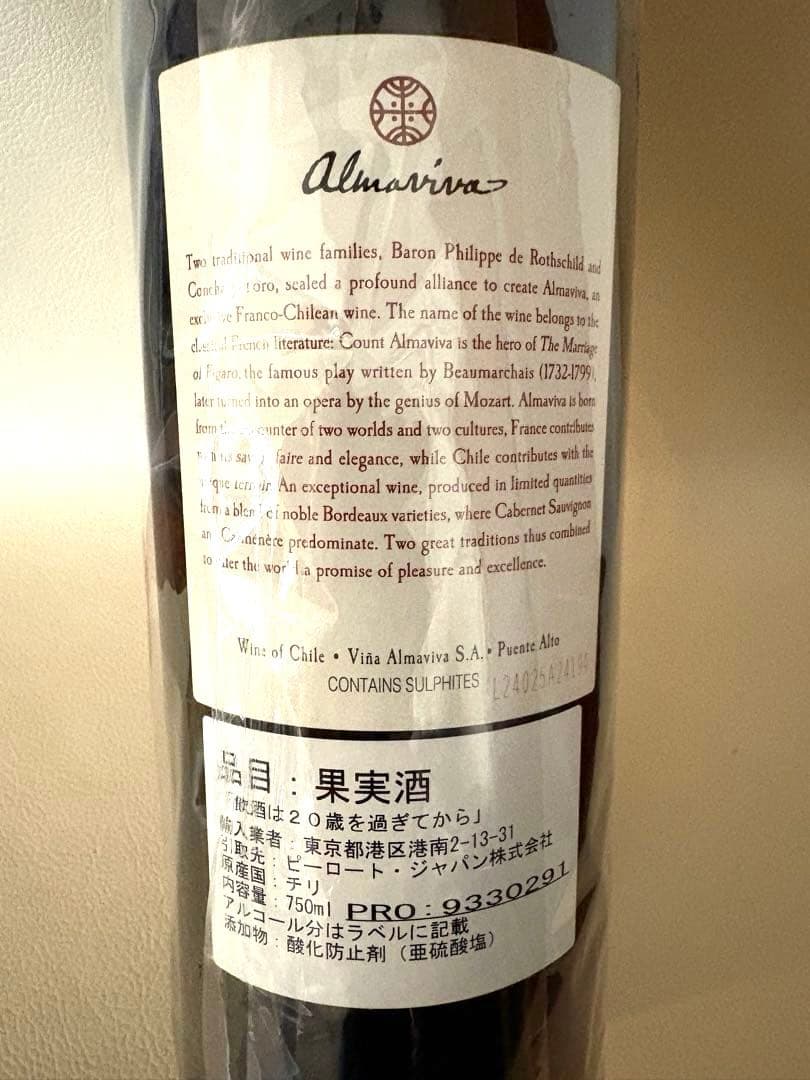 Almaviva
Two traditional wine families, Baron Philippe de Rothschild and
Concha y Toro, sealed a profound alliance to create Almaviva, an
exclusive Franco-Chilean wine. The name of the wine belongs to the
classical French literature: Count Almaviva is the hero of The Marriage
of Figaro, the famous play written by Beaumarchais (1732-1799),
later turned into an opera by the genius of Mozart. Almaviva is born
from the encounter of two worlds and two cultures, France contributes
with its savoir faire and elegance, while Chile contributes with the
unique terroir. An exceptional wine, produced in limited quantities
from a blend of noble Bordeaux varieties, where Cabernet Sauvignon
and Carménère predominate. Two great traditions thus combined
to offer the world a promise of pleasure and excellence.
Wine of Chile • Viña Almaviva S.A. • Puente Alto
CONTAINS SULPHITES
品目：果実酒
「飲酒は20歳を過ぎてから」
輸入業者：東京都港区港南2-13-31
引取先：ピーロート・ジャパン株式会社
原産国：チリ
内容量：750ml PRO：9330291
アルコール分はラベルに記載
添加物：酸化防止剤（亜硫酸塩）